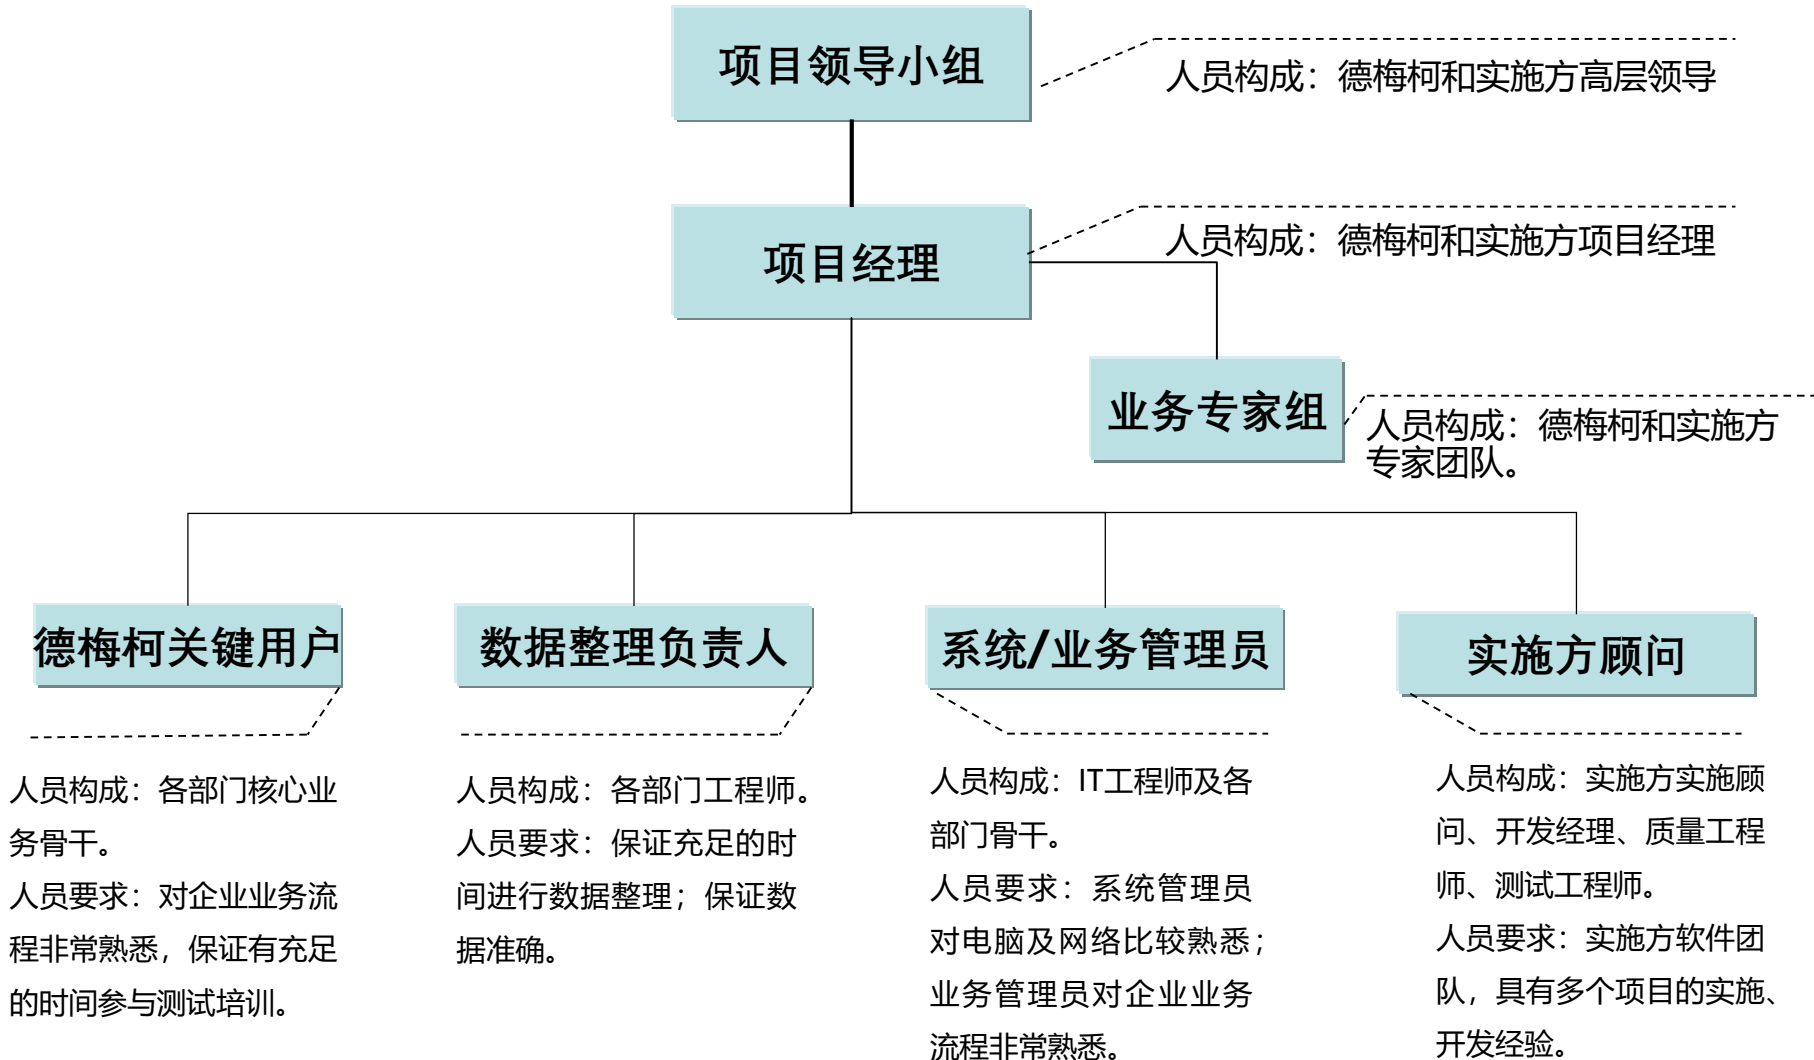 项目领导小组
人员构成：德梅柯和实施方高层领导
项目经理
人员构成：德梅柯和实施方项目经理
业务专家组
人员构成：德梅柯和实施方
专家团队。
德梅柯关键用户
人员构成：各部门核心业
务骨干。
人员要求：对企业业务流
程非常熟悉，保证有充足
的时间参与测试培训。
数据整理负责人
人员构成：各部门工程师。
人员要求：保证充足的时
间进行数据整理；保证数
据准确。
系统/业务管理员
人员构成：IT工程师及各
部门骨干。
人员要求：系统管理员
对电脑及网络比较熟悉；
业务管理员对企业业务
流程非常熟悉。
实施方顾问
人员构成：实施方实施顾
问、开发经理、质量工程
师、测试工程师。
人员要求：实施方软件团
队，具有多个项目的实施、
开发经验。